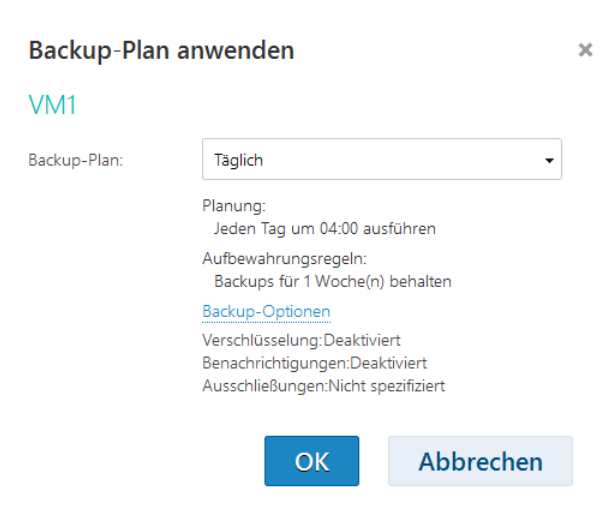 Backup-Plan anwenden
VM1
Backup-Plan: Täglich
Planung:
Jeden Tag um 04:00 ausführen
Aufbewahrungsregeln:
Backups für 1 Woche(n) behalten
Backup-Optionen
Verschlüsselung:Deaktiviert
Benachrichtigungen:Deaktiviert
Ausschließungen:Nicht spezifiziert
OK Abbrechen